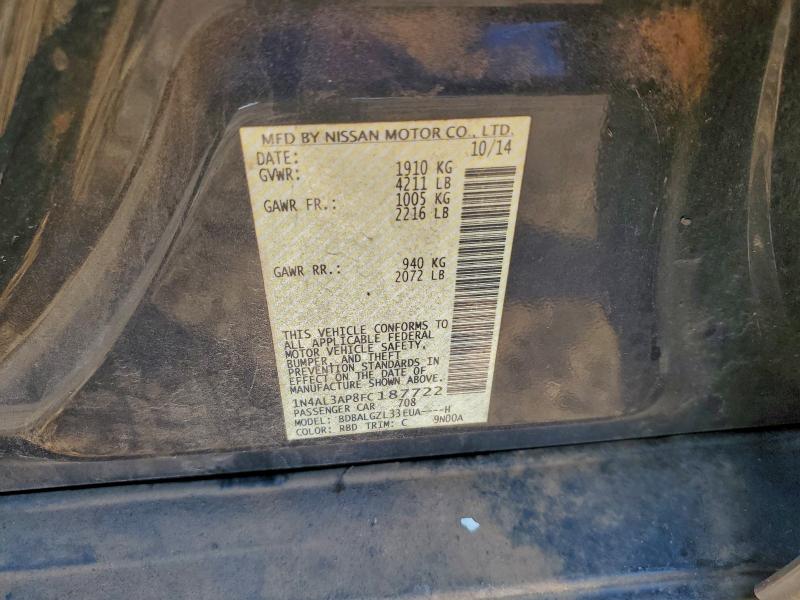 MFD BY NISSAN MOTOR CO., LTD.
DATE: 10/14
GVWR: 1910 KG
4211 LB
GAWR FR.: 1005 KG
2216 LB
GAWR RR.: 940 KG
2072 LB
THIS VEHICLE CONFORMS TO
ALL APPLICABLE FEDERAL
MOTOR VEHICLE SAFETY,
BUMPER, AND THEFT
PREVENTION STANDARDS IN
EFFECT ON THE DATE OF
MANUFACTURE SHOWN ABOVE.
1N4AL3AP8FC187722
PASSENGER CAR 708
MODEL: BDBALGZL33EUA----H
COLOR: RBD TRIM: C 9N00A